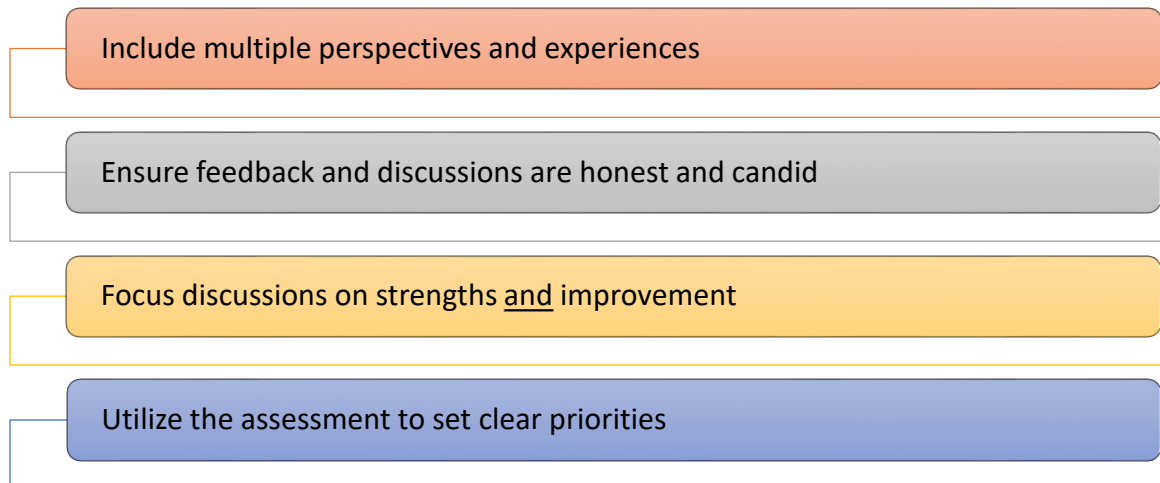 Include multiple perspectives and experiences
Ensure feedback and discussions are honest and candid
Focus discussions on strengths and improvement
Utilize the assessment to set clear priorities